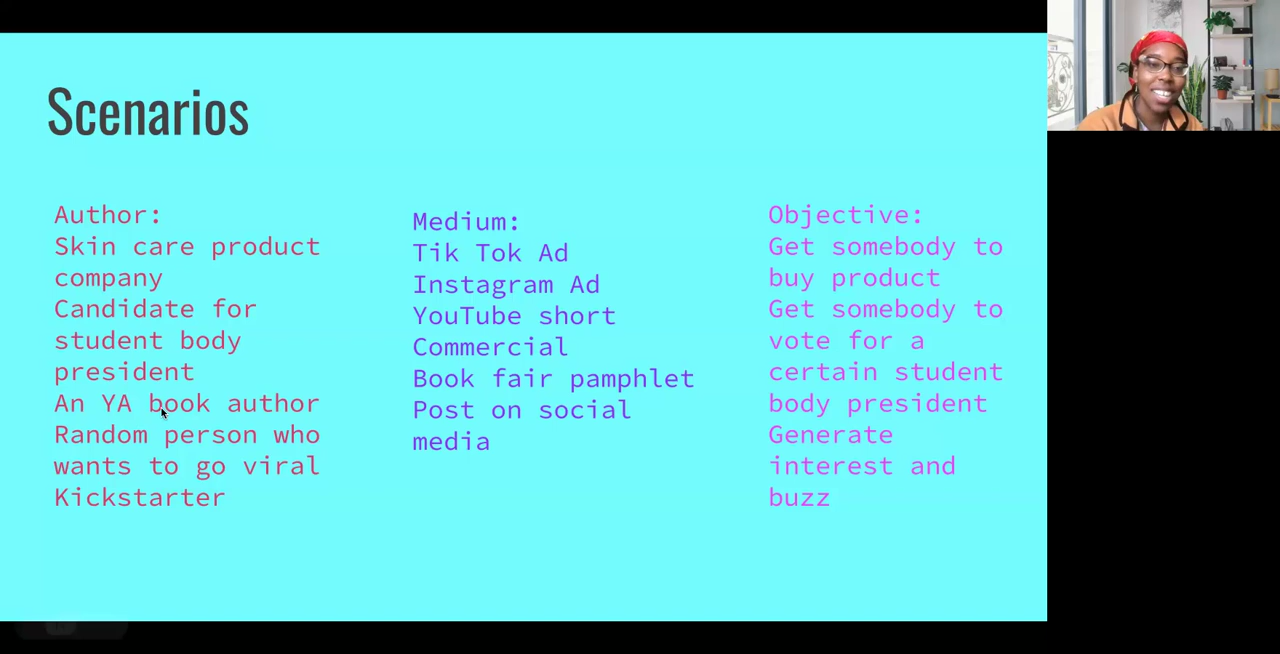 Scenarios
Author:
Skin care product
company
Candidate for
student body
president
An YA book author
Random person who
wants to go viral
Kickstarter
Medium:
Tik Tok Ad
Instagram Ad
YouTube short
Commercial
Book fair pamphlet
Post on social
media
Objective:
Get somebody to
buy product
Get somebody to
vote for a
certain student
body president
Generate
interest and
buzz